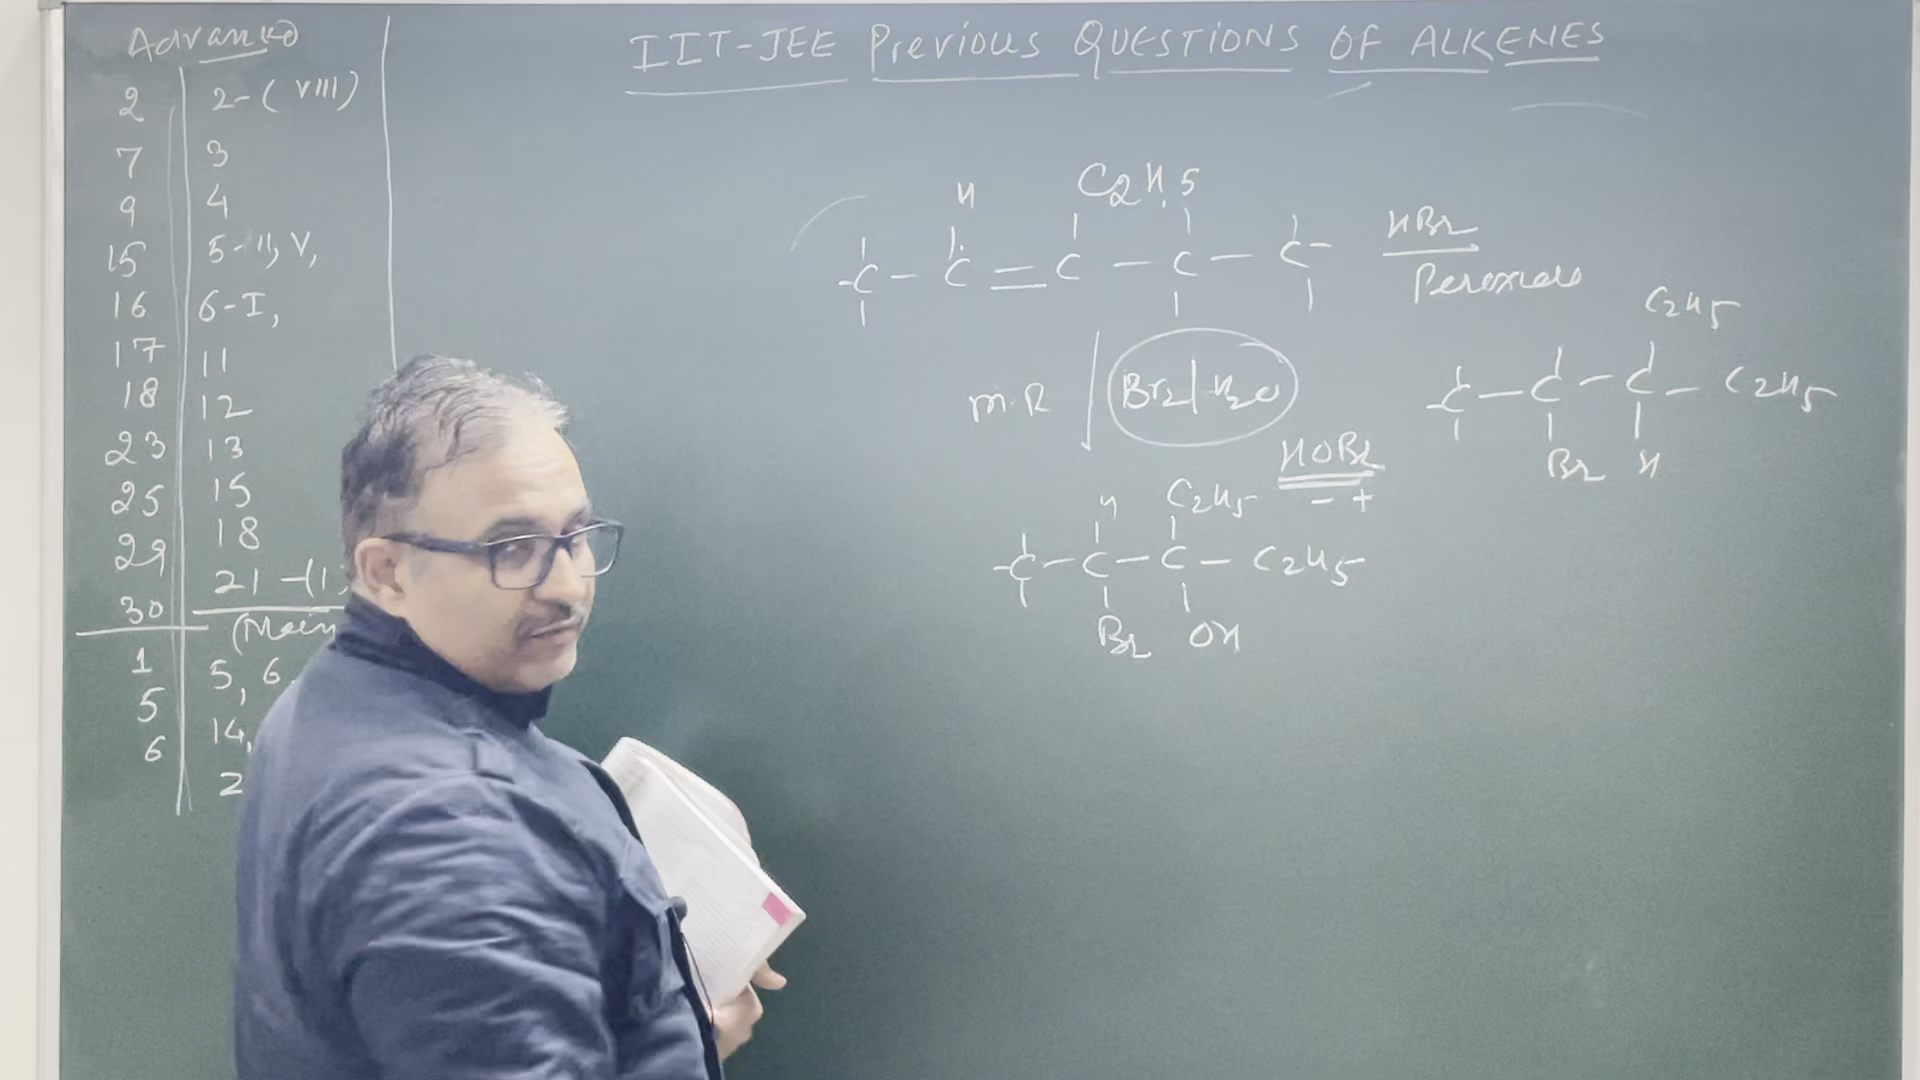 IIT-JEE Previous QUESTIONS OF ALKENES
Advanced
2 2-(VIII)
7 3
9 4
15 5-II, V,
16 6-I,
17 11
18 12
23 13
25 15
29 18
30 21-(1,
(Main
1 5, 6
5 14,
6 2
H C2H5
-C-C=C-C-C- HBr
Peroxide
C2H5
-C-C-C-C2H5
Br H
M.R Br2/H2O
HOBr
- +
H C2H5
-C-C-C-C2H5
Br OH